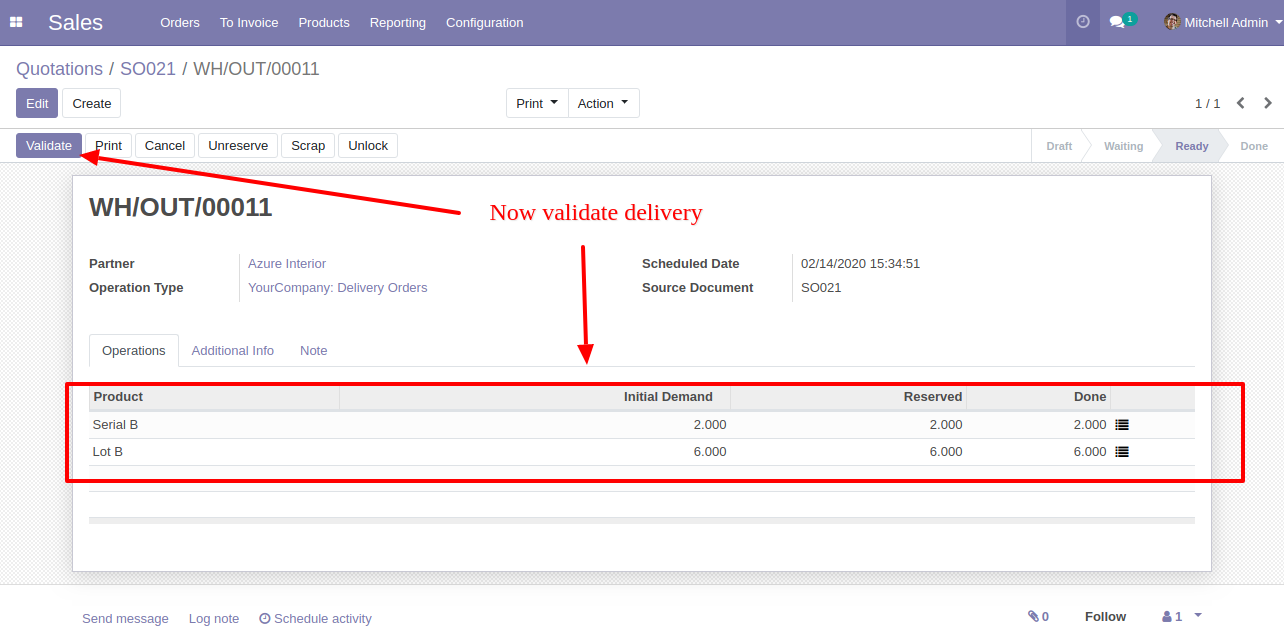 Sales Orders To Invoice Products Reporting Configuration 1 Mitchell Admin
Quotations / SO021 / WH/OUT/00011
Edit Create Print Action 1 / 1
Validate Print Cancel Unreserve Scrap Unlock Draft Waiting Ready Done
WH/OUT/00011
Now validate delivery
Partner Azure Interior Scheduled Date 02/14/2020 15:34:51
Operation Type YourCompany: Delivery Orders Source Document SO021
Operations Additional Info Note
Product Initial Demand Reserved Done
Serial B 2.000 2.000 2.000
Lot B 6.000 6.000 6.000
Send message Log note Schedule activity 0 Follow 1